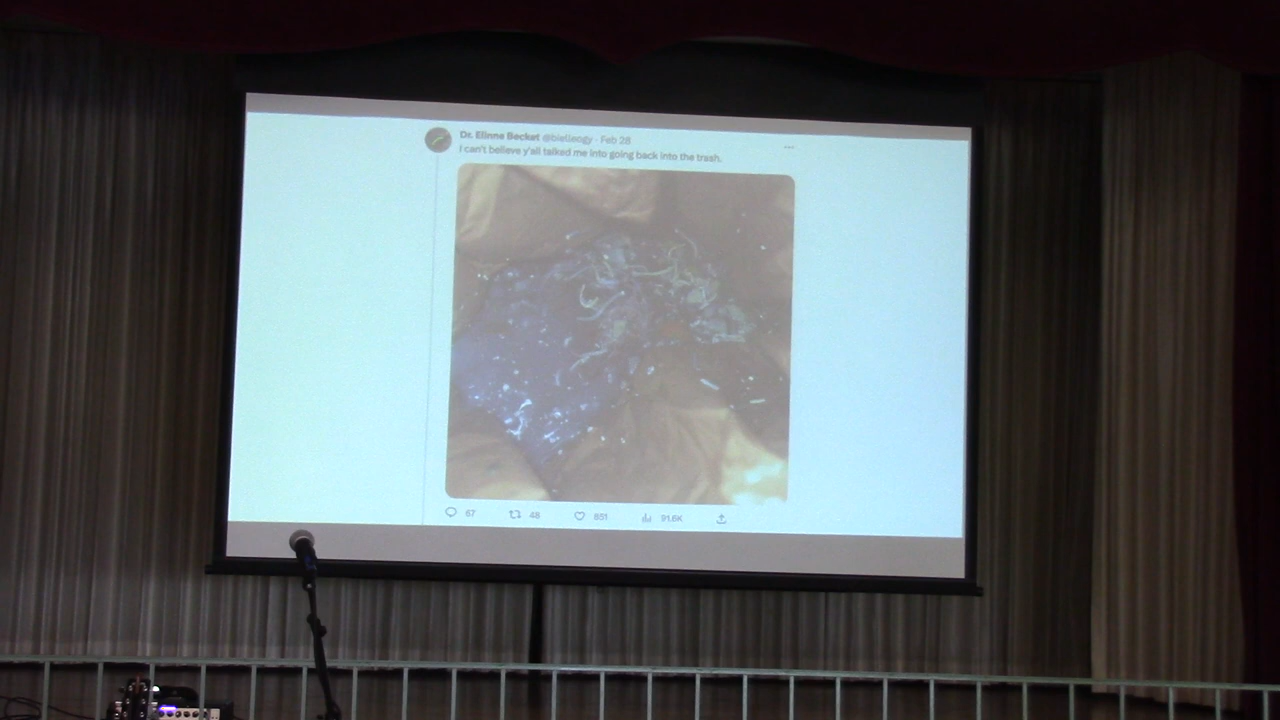 Dr. Elinne Becket @bielleogy · Feb 28
I can't believe y'all talked me into going back into the trash.
67 48 851 91.6K